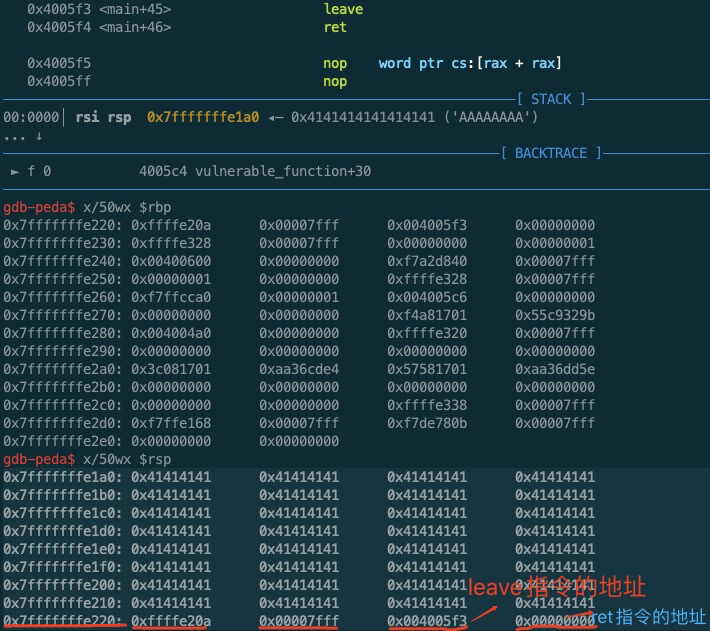 0x4005f3 <main+45> leave
0x4005f4 <main+46> ret
0x4005f5 nop word ptr cs:[rax + rax]
0x4005ff nop
[ STACK ]
00:0000│ rsi rsp 0x7fffffffe1a0 ◂— 0x4141414141414141 ('AAAAAAAA')
... ↓
[ BACKTRACE ]
► f 0 4005c4 vulnerable_function+30
gdb-peda$ x/50wx $rbp
0x7fffffffe220: 0xffffe20a 0x00007fff 0x004005f3 0x00000000
0x7fffffffe230: 0xffffe328 0x00007fff 0x00000000 0x00000001
0x7fffffffe240: 0x00400600 0x00000000 0xf7a2d840 0x00007fff
0x7fffffffe250: 0x00000001 0x00000000 0xffffe328 0x00007fff
0x7fffffffe260: 0xf7ffcca0 0x00000001 0x004005c6 0x00000000
0x7fffffffe270: 0x00000000 0x00000000 0xf4a81701 0x55c9329b
0x7fffffffe280: 0x004004a0 0x00000000 0xffffe320 0x00007fff
0x7fffffffe290: 0x00000000 0x00000000 0x00000000 0x00000000
0x7fffffffe2a0: 0x3c081701 0xaa36cde4 0x57581701 0xaa36dd5e
0x7fffffffe2b0: 0x00000000 0x00000000 0x00000000 0x00000000
0x7fffffffe2c0: 0x00000000 0x00000000 0xffffe338 0x00007fff
0x7fffffffe2d0: 0xf7ffe168 0x00007fff 0xf7de780b 0x00007fff
0x7fffffffe2e0: 0x00000000 0x00000000
gdb-peda$ x/50wx $rsp
0x7fffffffe1a0: 0x41414141 0x41414141 0x41414141 0x41414141
0x7fffffffe1b0: 0x41414141 0x41414141 0x41414141 0x41414141
0x7fffffffe1c0: 0x41414141 0x41414141 0x41414141 0x41414141
0x7fffffffe1d0: 0x41414141 0x41414141 0x41414141 0x41414141
0x7fffffffe1e0: 0x41414141 0x41414141 0x41414141 0x41414141
0x7fffffffe1f0: 0x41414141 0x41414141 0x41414141 0x41414141
0x7fffffffe200: 0x41414141 0x41414141 0x41414141 0x41414141
leave指令的地址
0x7fffffffe210: 0x41414141 0x41414141 0x41414141 0x41414141
0x7fffffffe220: 0xffffe20a 0x00007fff 0x004005f3 0x00000000
ret指令的地址